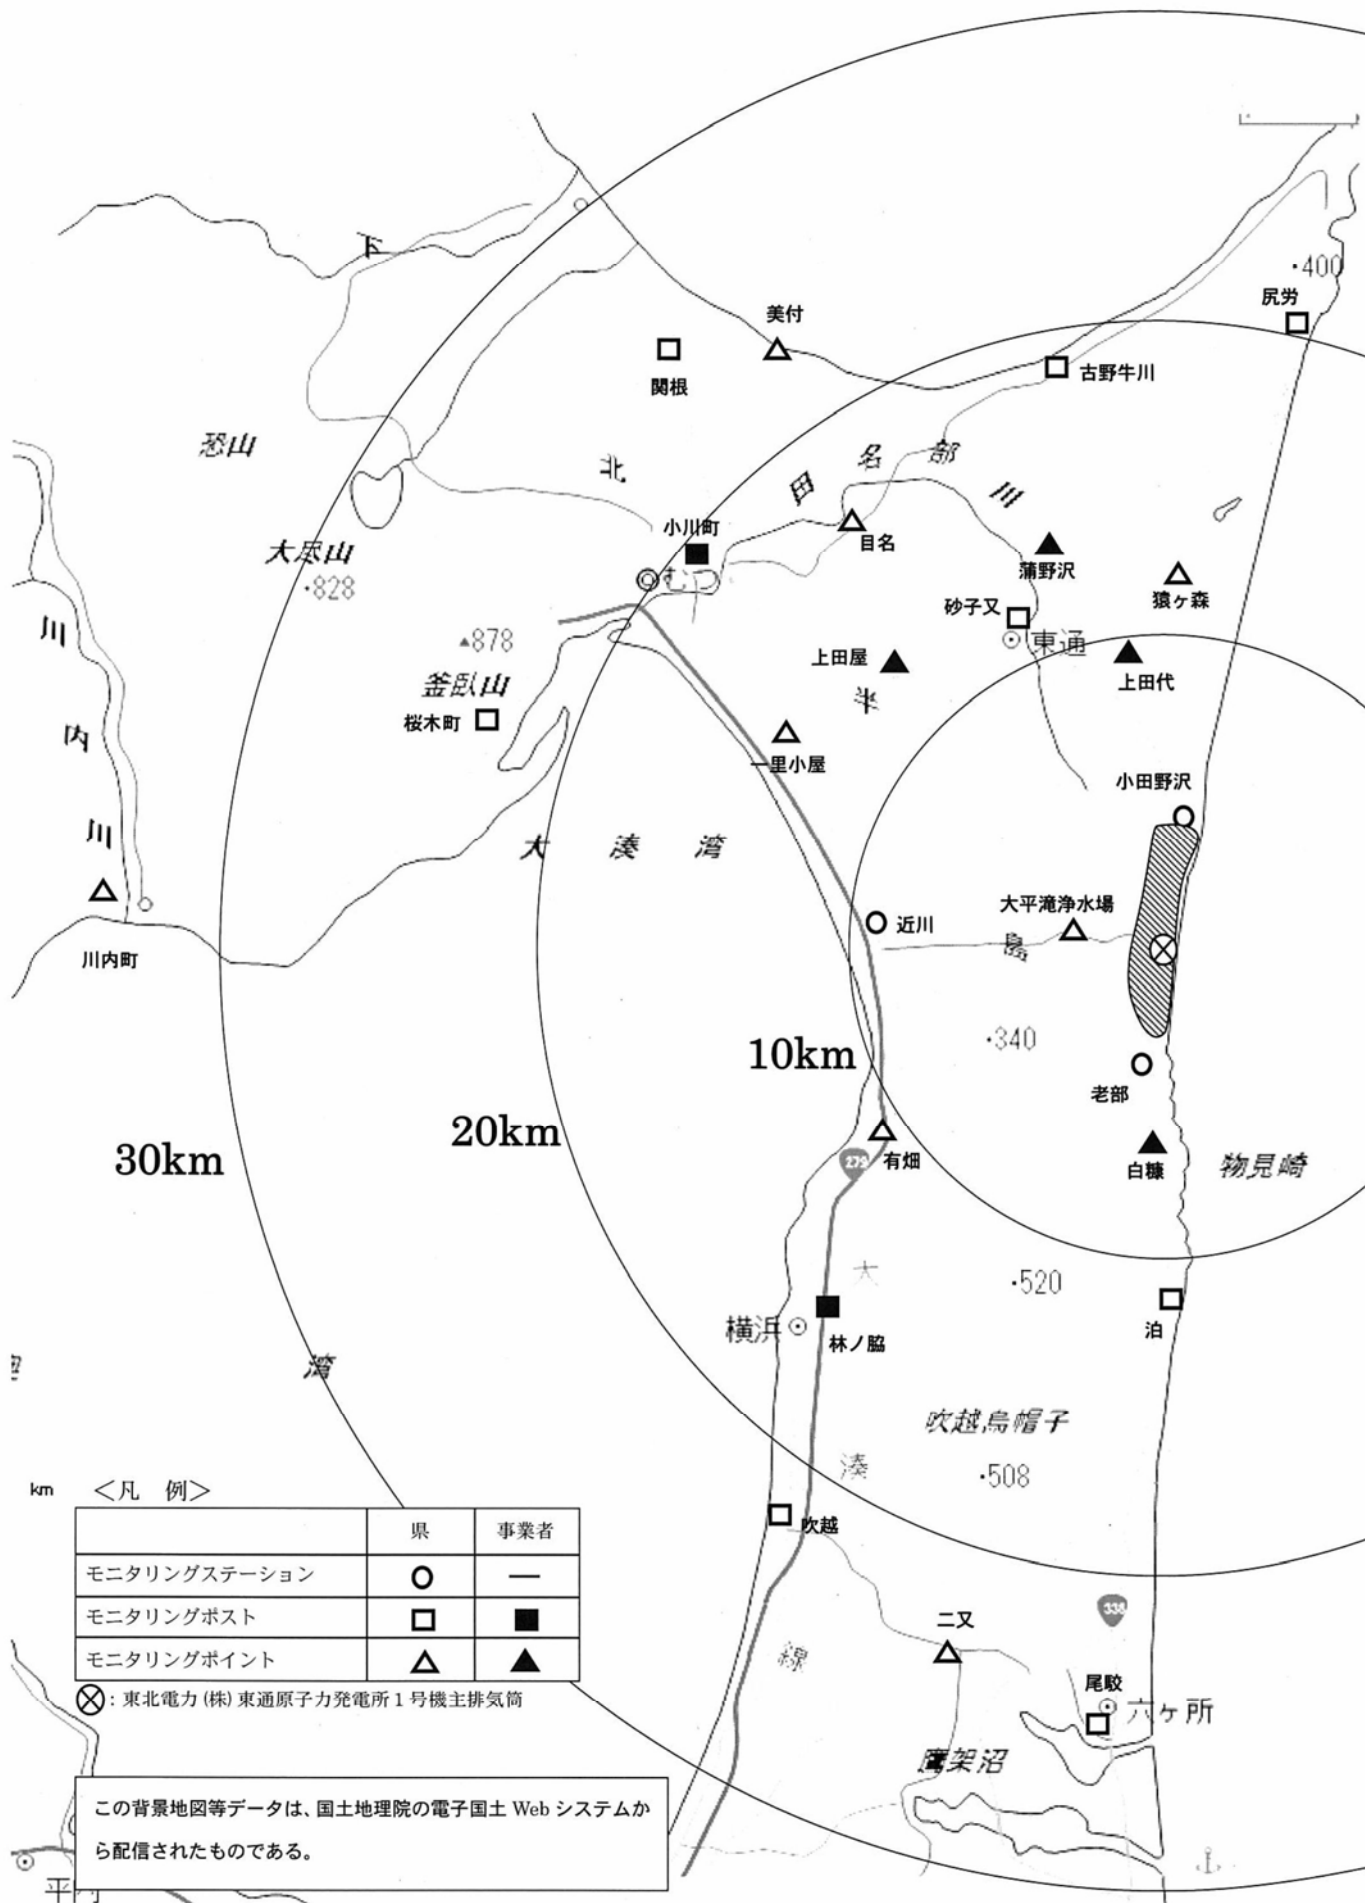 下
・400
尻労
美付
関根
古野牛川
恐山
北
田名部
川
小川町
目名
蒲野沢
猿ヶ森
大尽山
・828
むつ
砂子又
東通
川
内
川
▲878
釜臥山
桜木町
上田屋
上田代
半
一里小屋
小田野沢
大湊湾
大平滝浄水場
近川
島
川内町
・340
10km
老部
20km
30km
有畑
279
白糠
物見崎
大
・520
横浜
林ノ脇
泊
湾
吹越烏帽子
・508
湊
吹越
km
＜凡 例＞
県 事業者
モニタリングステーション ○ ―
モニタリングポスト □ ■
モニタリングポイント △ ▲
⊗：東北電力(株)東通原子力発電所1号機主排気筒
二又
338
線
尾駮
六ヶ所
鷹架沼
この背景地図等データは、国土地理院の電子国土 Web システムか
ら配信されたものである。
平